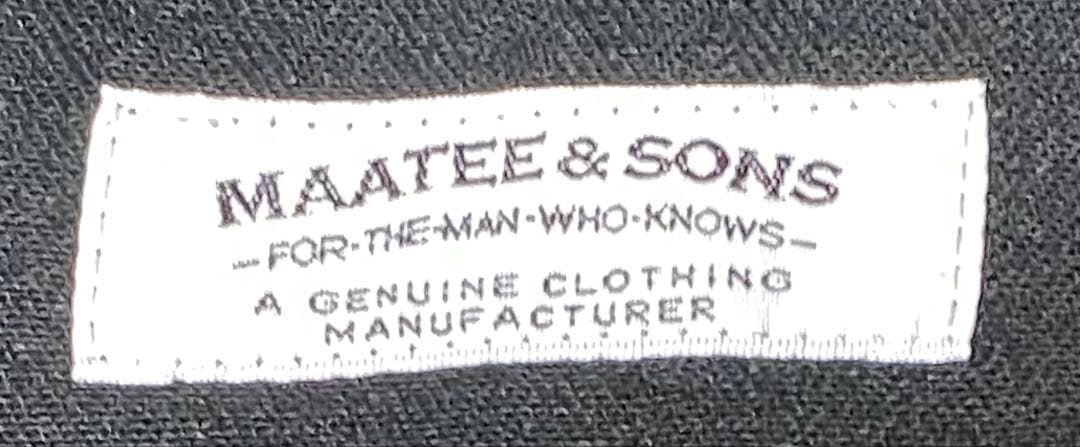 MAATEE & SONS
-FOR-THE-MAN-WHO-KNOWS-
A GENUINE CLOTHING
MANUFACTURER